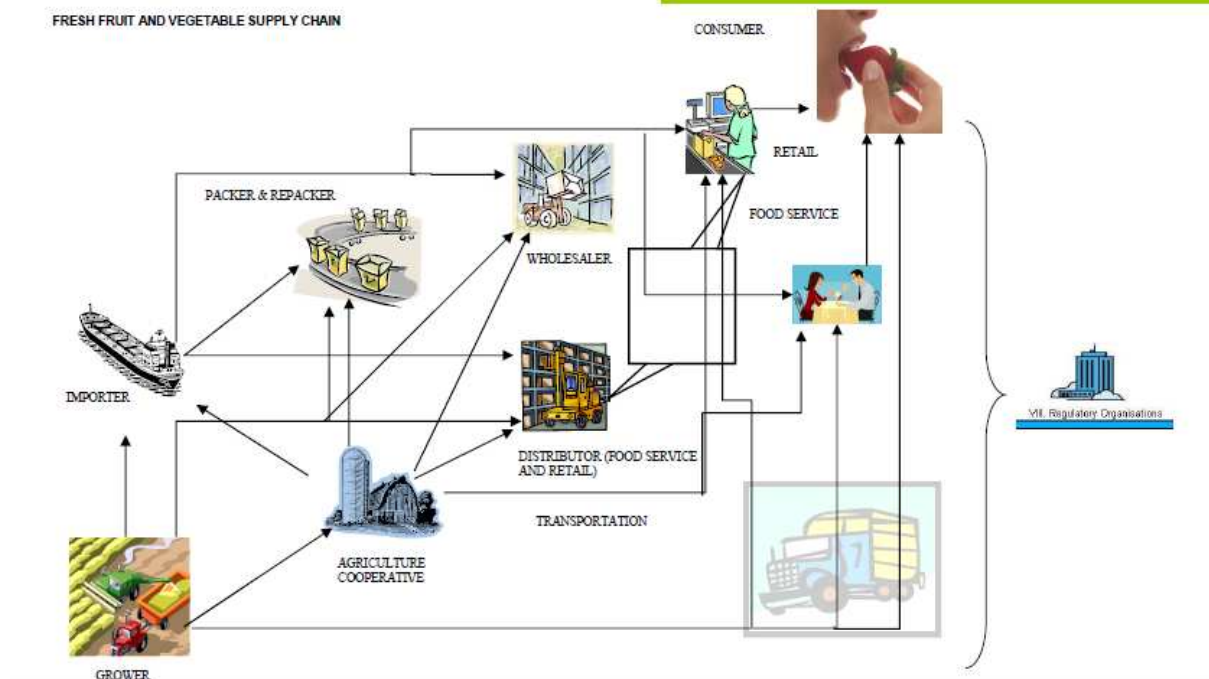 FRESH FRUIT AND VEGETABLE SUPPLY CHAIN
CONSUMER
RETAIL
PACKER & REPACKER
FOOD SERVICE
WHOLESALER
IMPORTER
VIII. Regulatory Organisations
DISTRIBUTOR (FOOD SERVICE
AND RETAIL)
TRANSPORTATION
7
AGRICULTURE
COOPERATIVE
GROWER